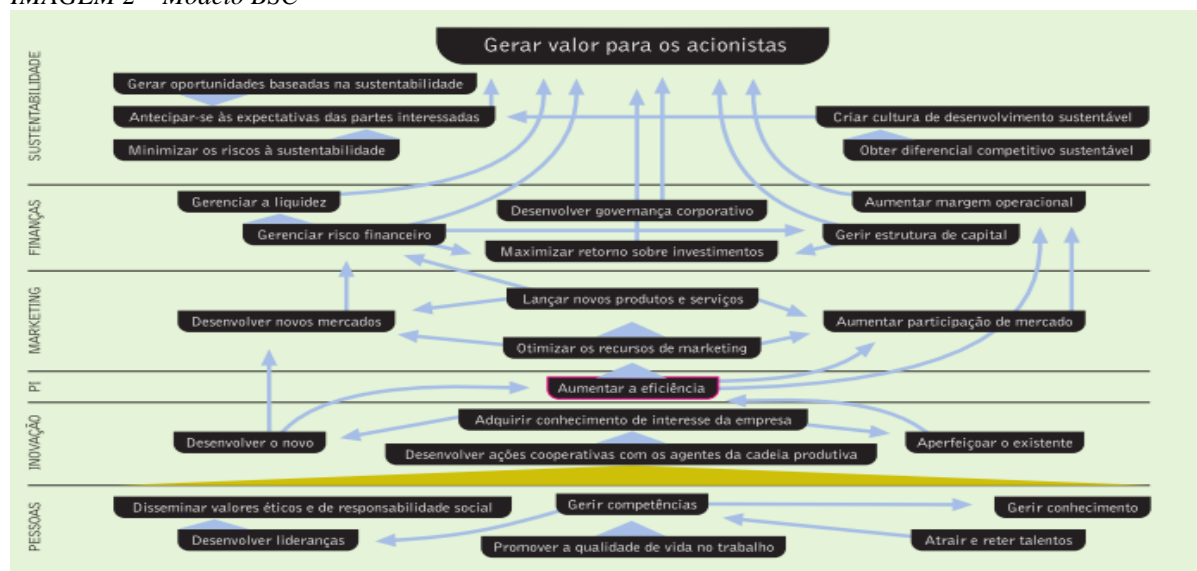 IMAGEM 2 – Modelo BSC
SUSTENTABILIDADE
Gerar valor para os acionistas
Gerar oportunidades baseadas na sustentabilidade
Antecipar-se às expectativas das partes interessadas
Criar cultura de desenvolvimento sustentável
Minimizar os riscos à sustentabilidade
Obter diferencial competitivo sustentável
FINANÇAS
Gerenciar a liquidez
Desenvolver governança corporativo
Aumentar margem operacional
Gerenciar risco financeiro
Gerir estrutura de capital
Maximizar retorno sobre investimentos
MARKETING
Lançar novos produtos e serviços
Desenvolver novos mercados
Aumentar participação de mercado
Otimizar os recursos de marketing
PI
Aumentar a eficiência
INOVAÇÃO
Adquirir conhecimento de interesse da empresa
Desenvolver o novo
Aperfeiçoar o existente
Desenvolver ações cooperativas com os agentes da cadeia produtiva
PESSOAS
Disseminar valores éticos e de responsabilidade social
Gerir competências
Gerir conhecimento
Desenvolver lideranças
Promover a qualidade de vida no trabalho
Atrair e reter talentos